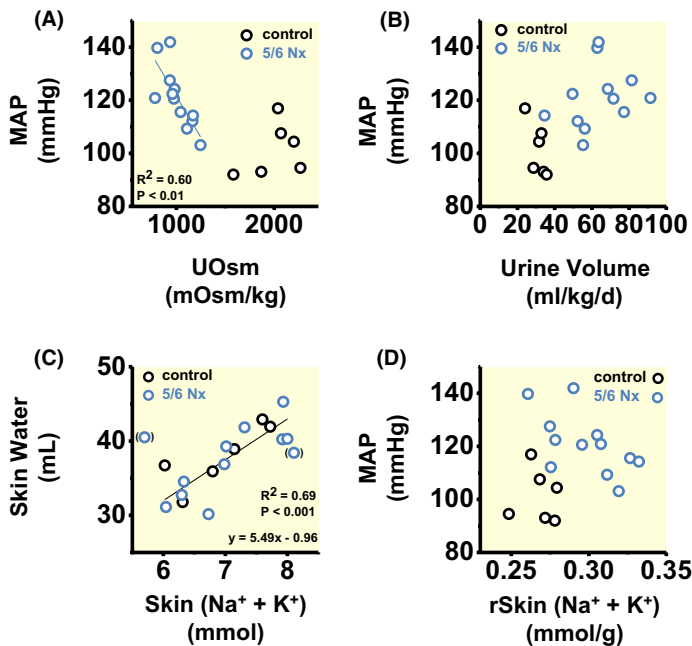 (A)
control
5/6 Nx
140
120
100
80
MAP
(mmHg)
R² = 0.60
P < 0.01
1000
2000
UOsm
(mOsm/kg)
(B)
control
5/6 Nx
140
120
100
80
MAP
(mmHg)
0
20
40
60
80
100
Urine Volume
(ml/kg/d)
(C)
control
5/6 Nx
50
40
30
Skin Water
(mL)
R² = 0.69
P < 0.001
y = 5.49x - 0.96
6
7
8
Skin (Na⁺ + K⁺)
(mmol)
(D)
control
5/6 Nx
140
120
100
80
MAP
(mmHg)
0.25
0.30
0.35
rSkin (Na⁺ + K⁺)
(mmol/g)